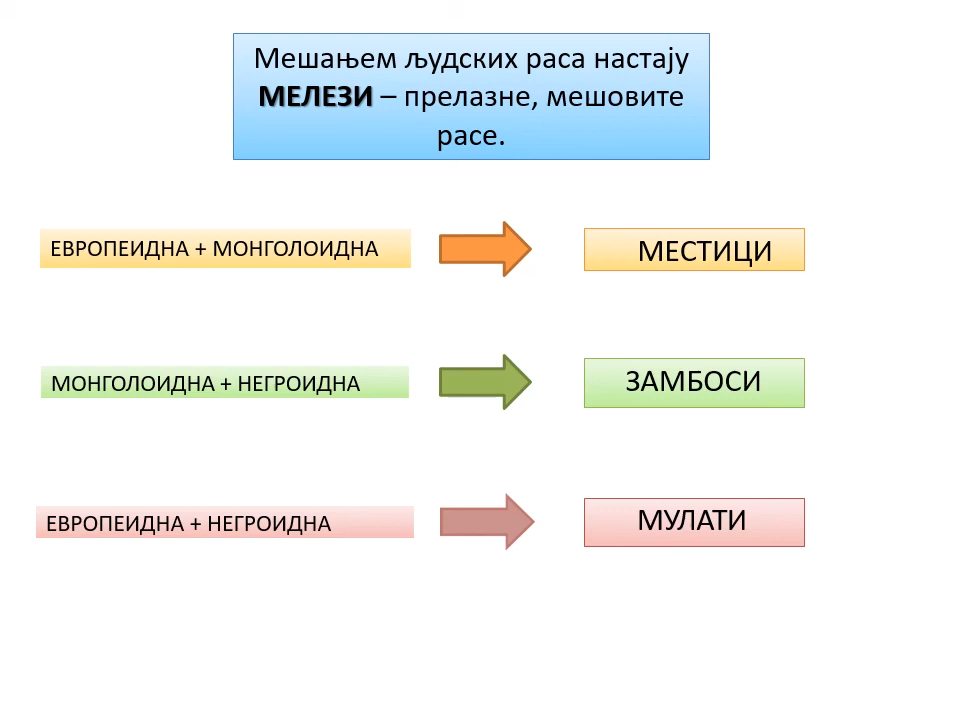 Мешањем људских раса настају
МЕЛЕЗИ – прелазне, мешовите
расе.
ЕВРОПЕИДНА + МОНГОЛОИДНА
МЕСТИЦИ
МОНГОЛОИДНА + НЕГРОИДНА
ЗАМБОСИ
ЕВРОПЕИДНА + НЕГРОИДНА
МУЛАТИ